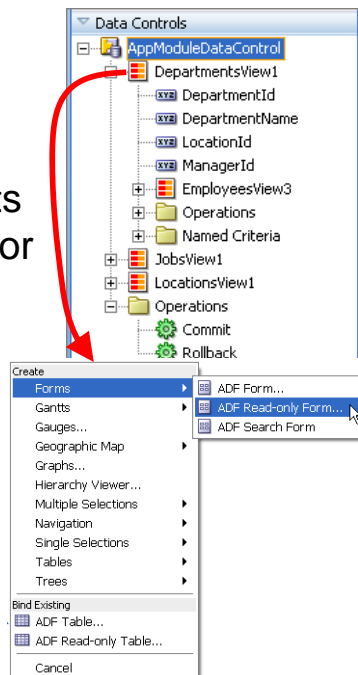 Data Controls
AppModuleDataControl
DepartmentsView1
DepartmentId
DepartmentName
LocationId
ManagerId
EmployeesView3
Operations
Named Criteria
JobsView1
LocationsView1
Operations
Commit
Rollback
ts
or
Create
Forms
Gantts
Gauges...
Geographic Map
Graphs...
Hierarchy Viewer...
Multiple Selections
Navigation
Single Selections
Tables
Trees
Bind Existing
ADF Table...
ADF Read-only Table...
Cancel
ADF Form...
ADF Read-only Form...
ADF Search Form